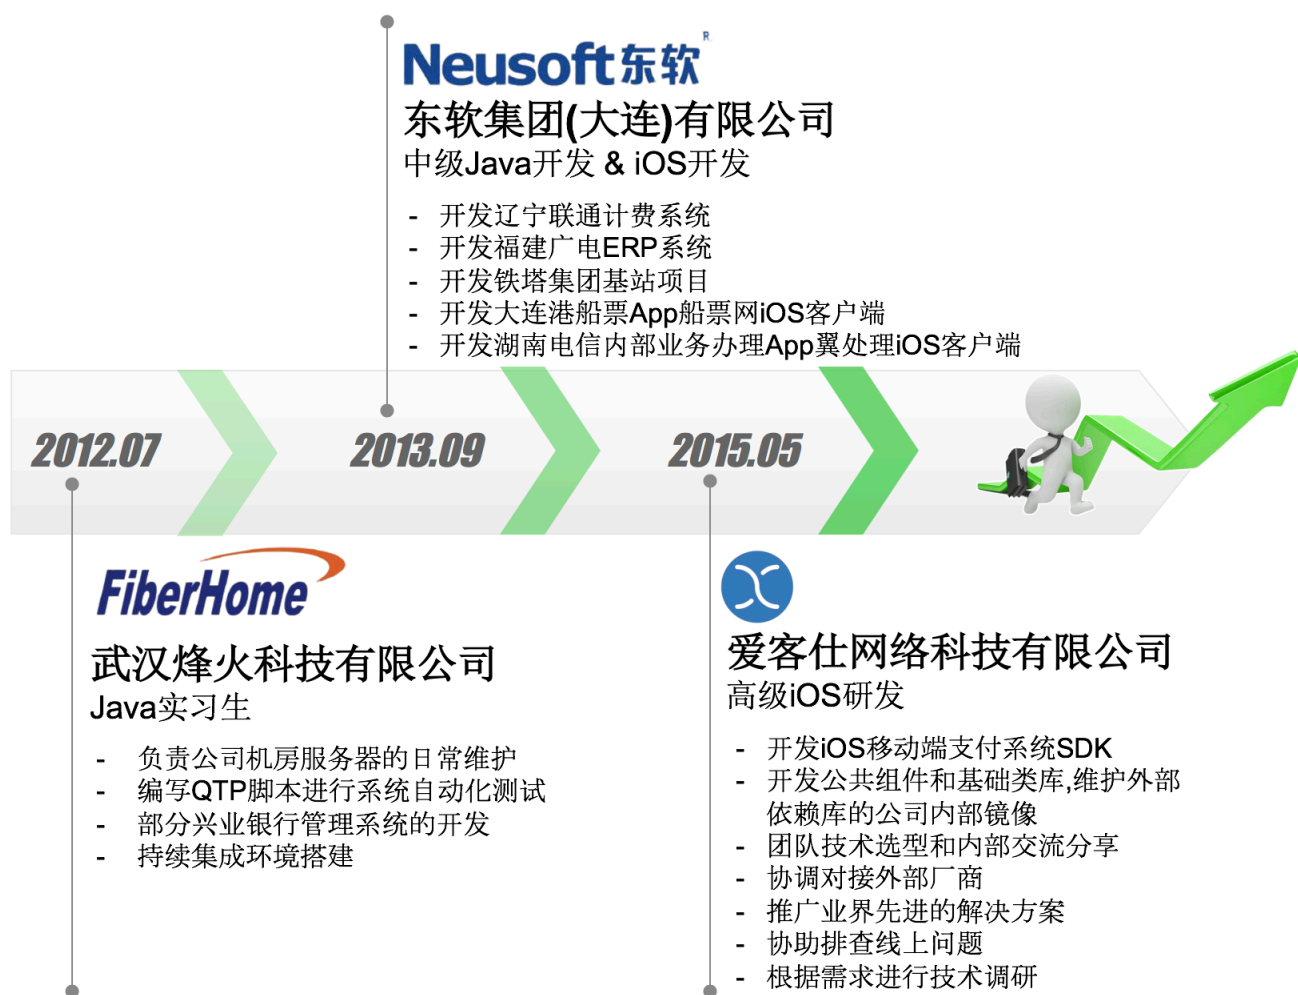 Neusoft东软®
东软集团(大连)有限公司
中级Java开发 & iOS开发
- 开发辽宁联通计费系统
- 开发福建广电ERP系统
- 开发铁塔集团基站项目
- 开发大连港船票App船票网iOS客户端
- 开发湖南电信内部业务办理App翼处理iOS客户端
2012.07
2013.09
2015.05
FiberHome
武汉烽火科技有限公司
Java实习生
- 负责公司机房服务器的日常维护
- 编写QTP脚本进行系统自动化测试
- 部分兴业银行管理系统的开发
- 持续集成环境搭建
爱客仕网络科技有限公司
高级iOS研发
- 开发iOS移动端支付系统SDK
- 开发公共组件和基础类库,维护外部
依赖库的公司内部镜像
- 团队技术选型和内部交流分享
- 协调对接外部厂商
- 推广业界先进的解决方案
- 协助排查线上问题
- 根据需求进行技术调研